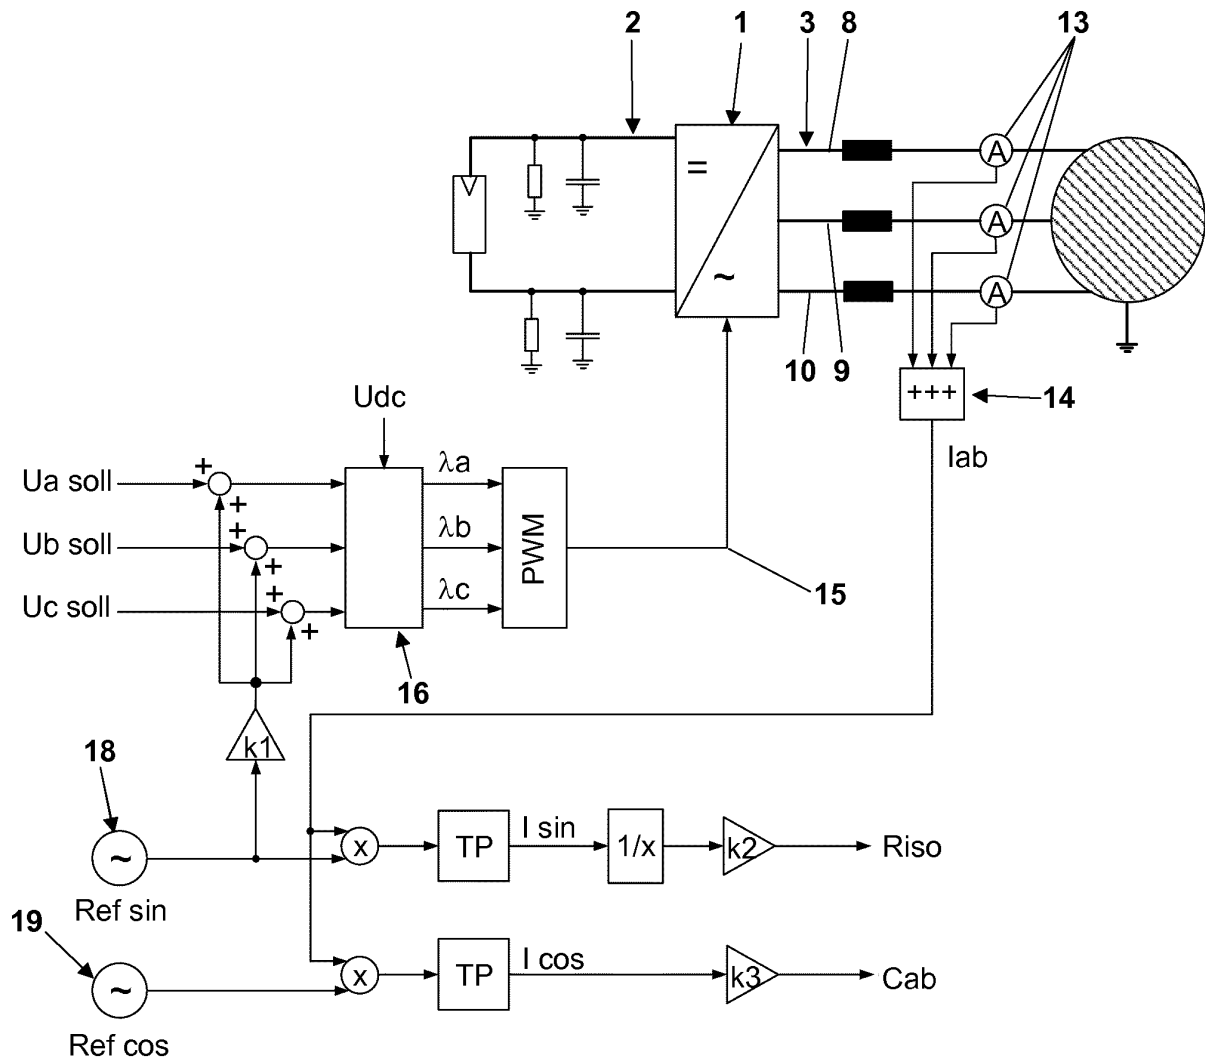 2 1 3 8 13
=
~
A
A
A
10 9
+++ 14
Iab
Udc
Ua soll + + λa
Ub soll + + λb PWM
Uc soll + + λc
15
16
k1
18
~ x TP I sin 1/x k2 Riso
Ref sin
19
~ x TP I cos k3 Cab
Ref cos